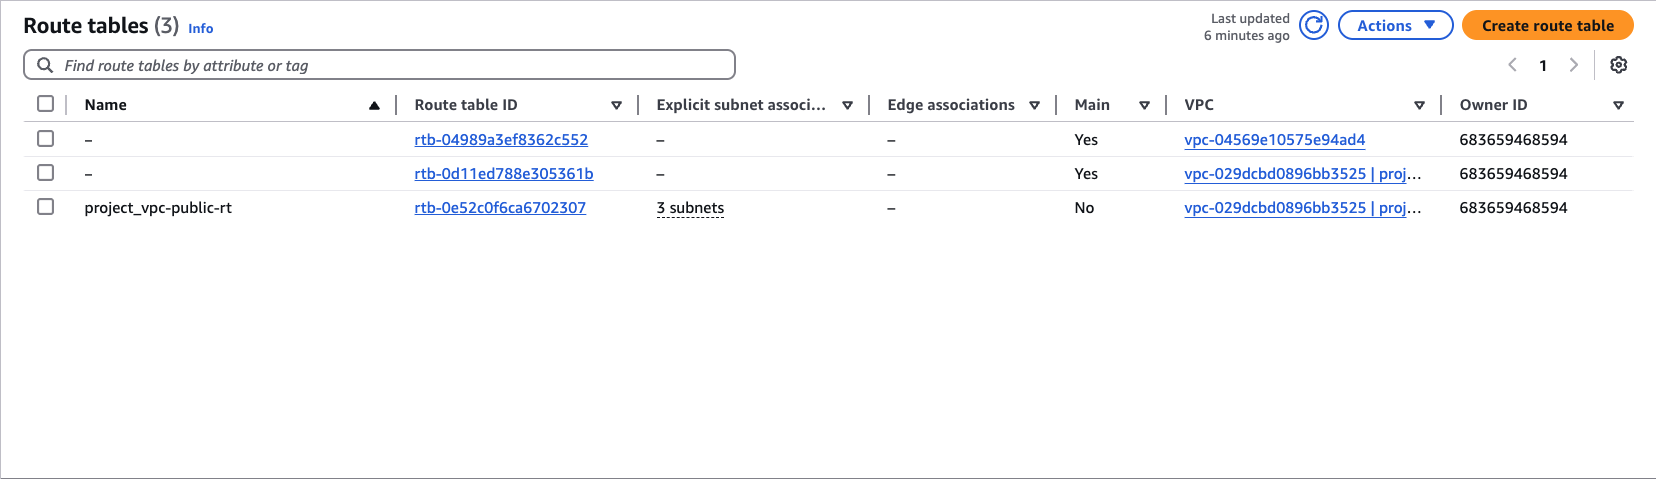 Route tables (3) Info
Last updated
6 minutes ago
Actions
Create route table
Find route tables by attribute or tag
1
Name Route table ID Explicit subnet associ... Edge associations Main VPC Owner ID
– rtb-04989a3ef8362c552 – – Yes vpc-04569e10575e94ad4 683659468594
– rtb-0d11ed788e305361b – – Yes vpc-029dcbd0896bb3525 | proj... 683659468594
project_vpc-public-rt rtb-0e52c0f6ca6702307 3 subnets – No vpc-029dcbd0896bb3525 | proj... 683659468594